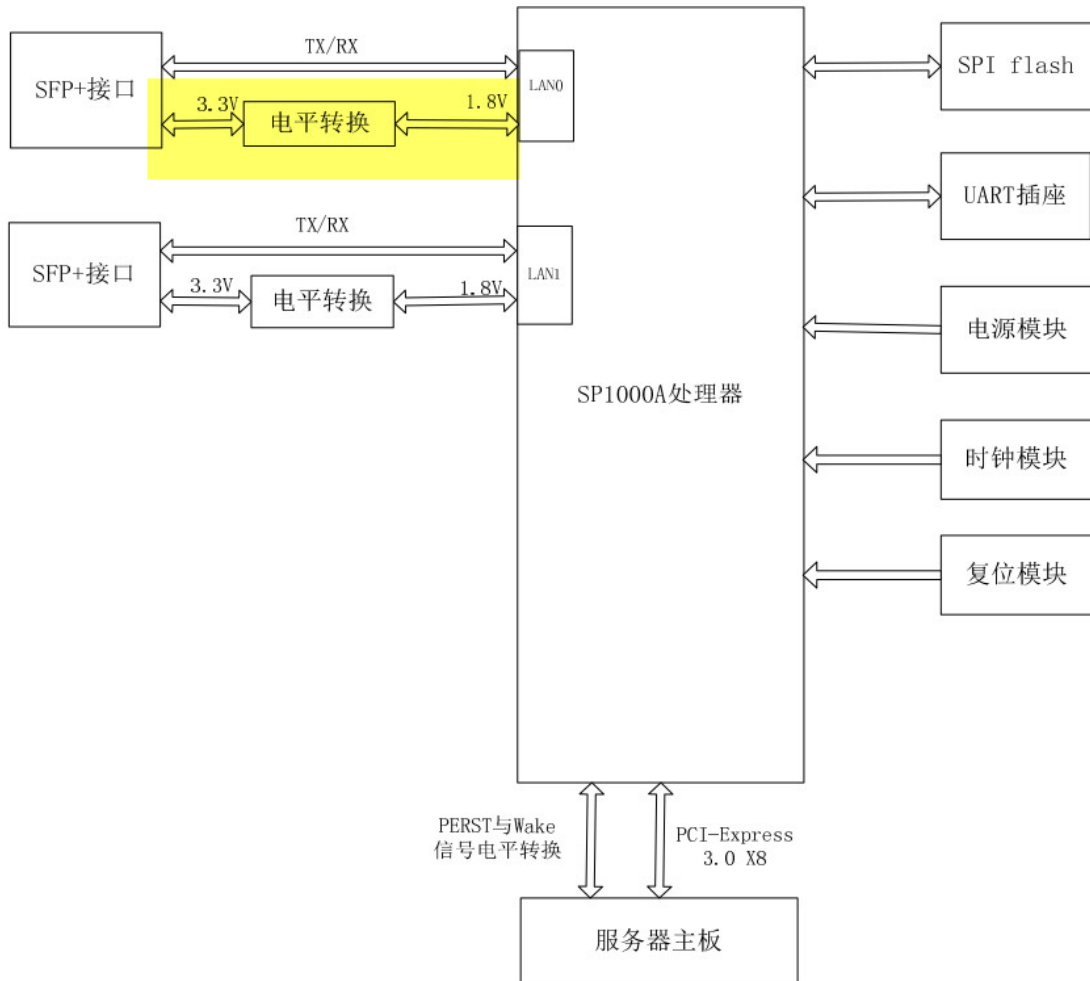 TX/RX
SFP+接口
3.3V
电平转换
1.8V
LAN0
TX/RX
SFP+接口
3.3V
电平转换
1.8V
LAN1
SP1000A处理器
SPI flash
UART插座
电源模块
时钟模块
复位模块
PERST与Wake
信号电平转换
PCI-Express
3.0 X8
服务器主板